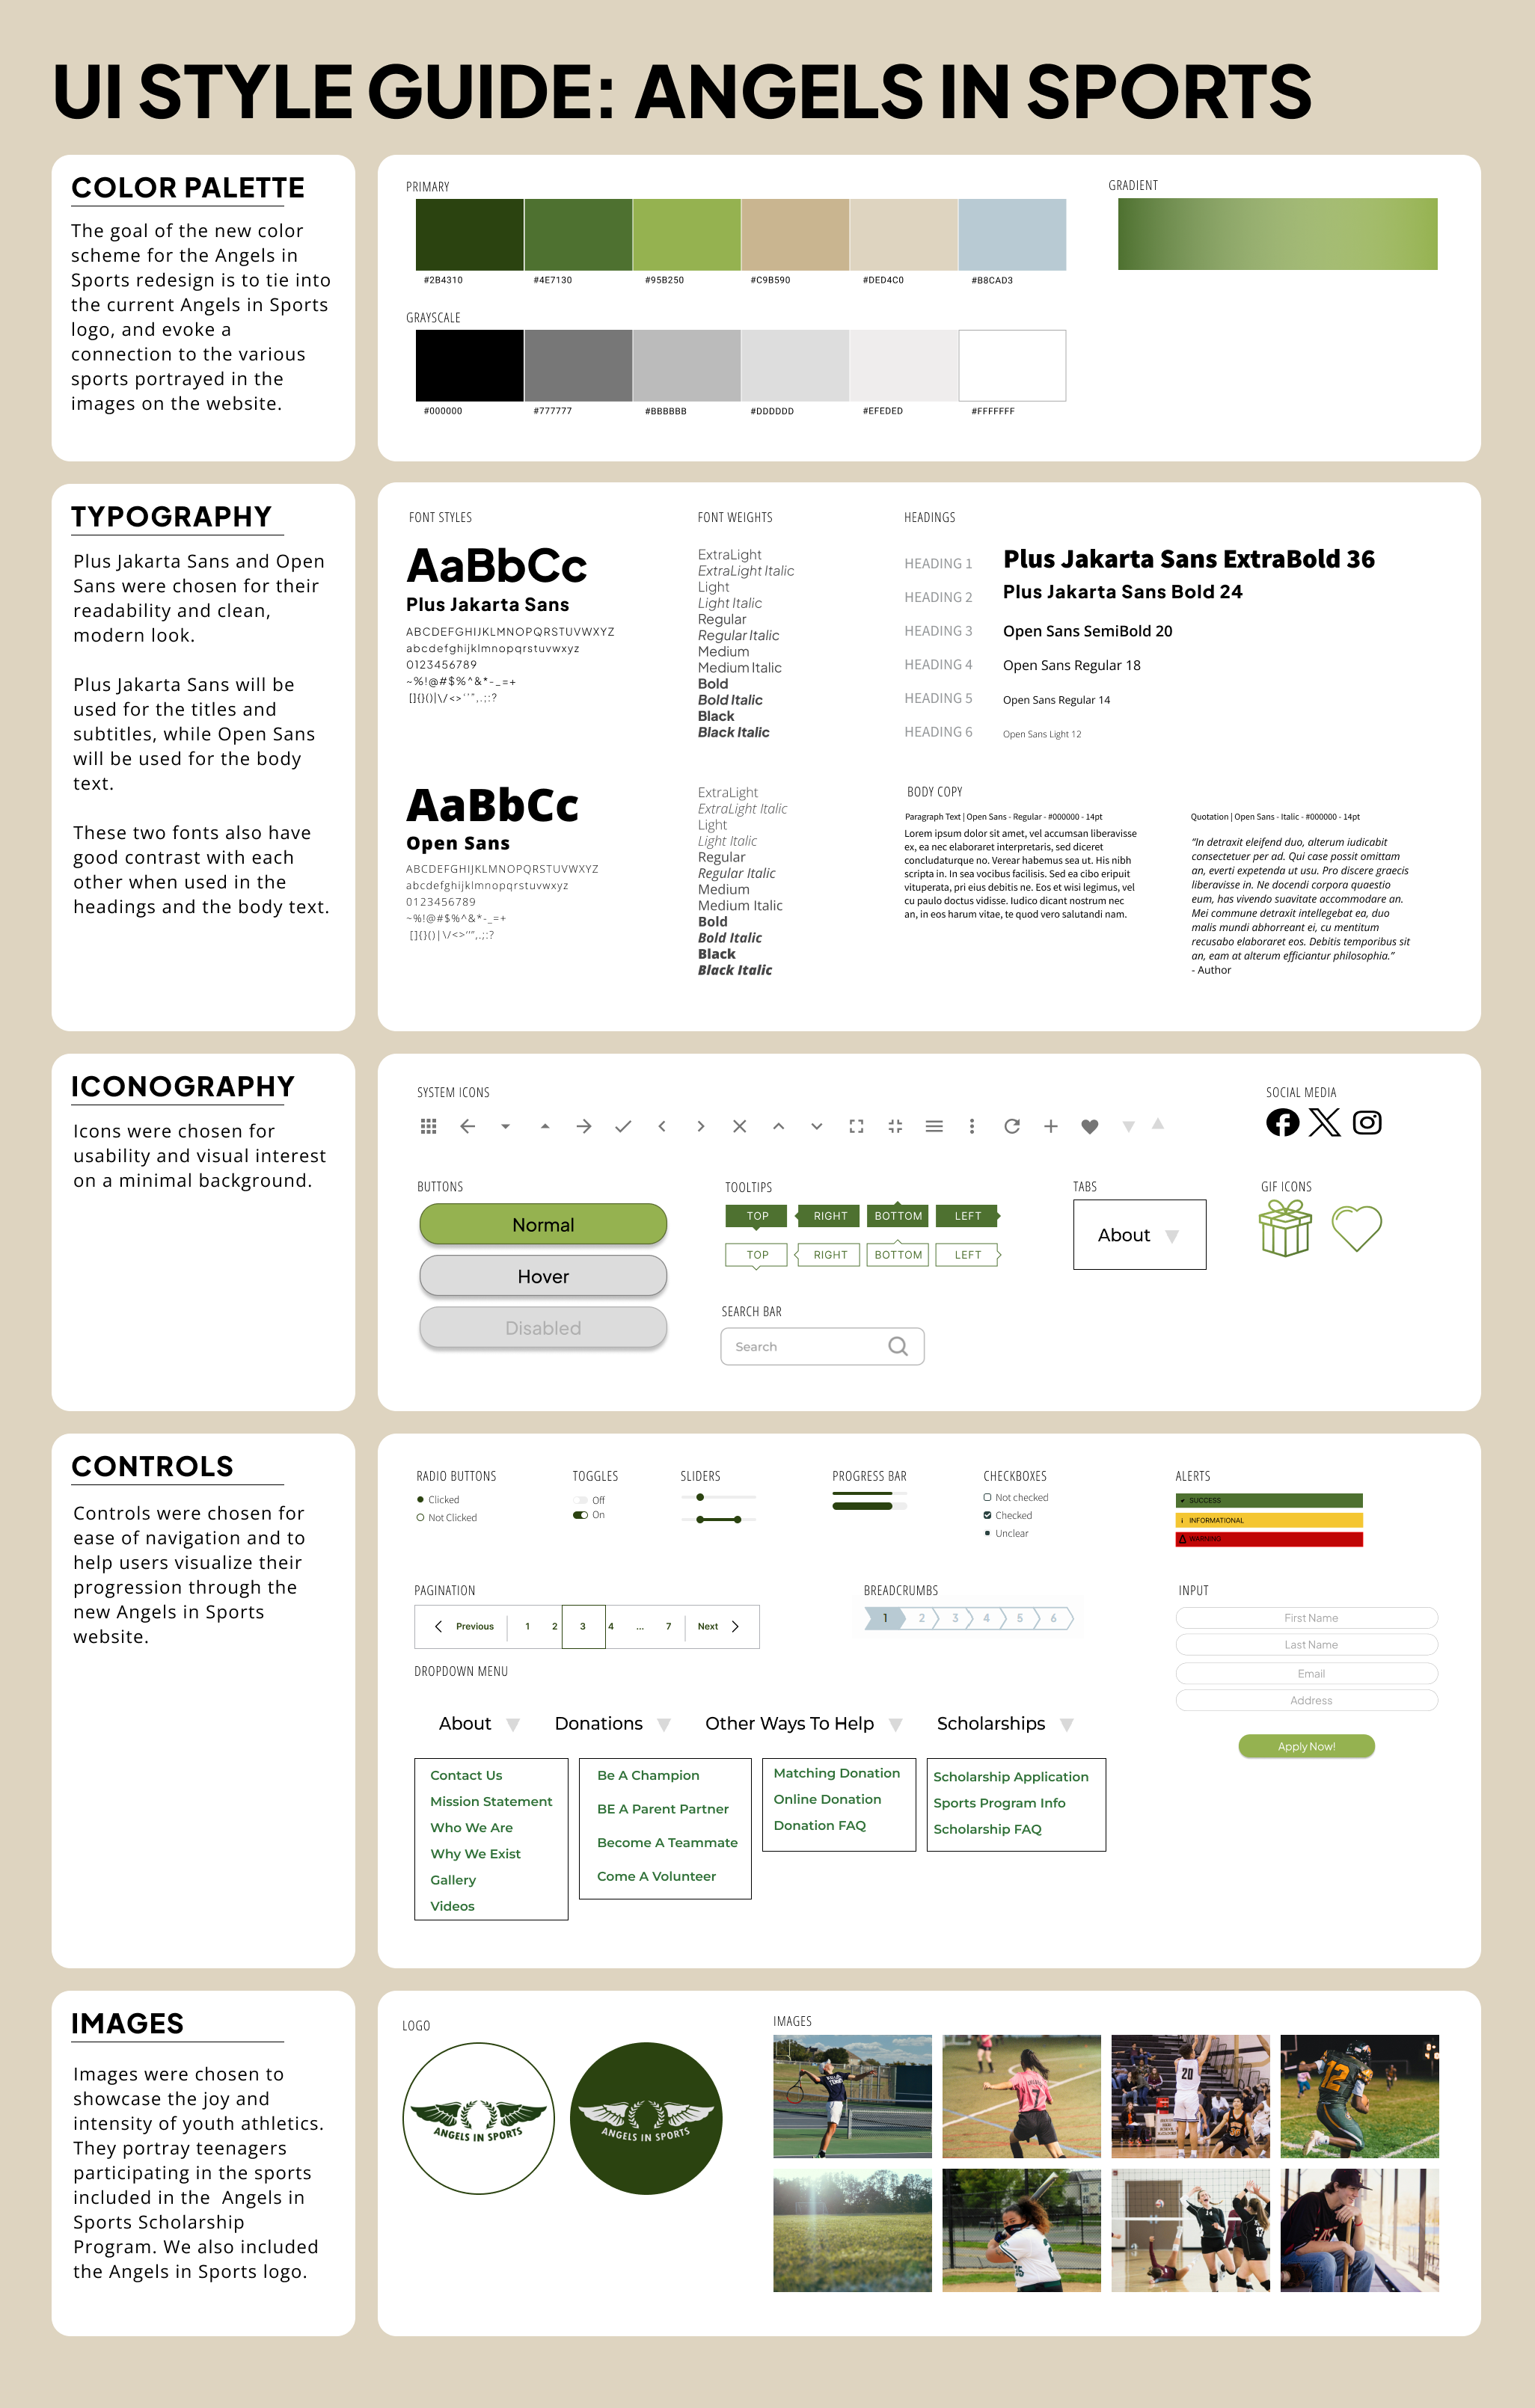 UI STYLE GUIDE: ANGELS IN SPORTS
COLOR PALETTE
The goal of the new color
scheme for the Angels in
Sports redesign is to tie into
the current Angels in Sports
logo, and evoke a
connection to the various
sports portrayed in the
images on the website.
PRIMARY
#2B4310
#4E7130
#95B250
#C9B590
#DED4C0
#B8CAD3
GRADIENT
GRAYSCALE
#000000
#777777
#BBBBBB
#DDDDDD
#EFEDED
#FFFFFFF
TYPOGRAPHY
Plus Jakarta Sans and Open
Sans were chosen for their
readability and clean,
modern look.
Plus Jakarta Sans will be
used for the titles and
subtitles, while Open Sans
will be used for the body
text.
These two fonts also have
good contrast with each
other when used in the
headings and the body text.
FONT STYLES
AaBbCc
Plus Jakarta Sans
ABCDEFGHIJKLMNOPQRSTUVWXYZ
abcdefghijklmnopqrstuvwxyz
0123456789
~%!@#$%^&*-_=+
[]{}()|\/<>''",.;:?
AaBbCc
Open Sans
ABCDEFGHIJKLMNOPQRSTUVWXYZ
abcdefghijklmnopqrstuvwxyz
0123456789
~%!@#$%^&*-_=+
[]{}()|\/<>''",.;:?
FONT WEIGHTS
ExtraLight
ExtraLight Italic
Light
Light Italic
Regular
Regular Italic
Medium
Medium Italic
Bold
Bold Italic
Black
Black Italic
ExtraLight
ExtraLight Italic
Light
Light Italic
Regular
Regular Italic
Medium
Medium Italic
Bold
Bold Italic
Black
Black Italic
HEADINGS
HEADING 1 Plus Jakarta Sans ExtraBold 36
HEADING 2 Plus Jakarta Sans Bold 24
HEADING 3 Open Sans SemiBold 20
HEADING 4 Open Sans Regular 18
HEADING 5 Open Sans Regular 14
HEADING 6 Open Sans Light 12
BODY COPY
Paragraph Text | Open Sans - Regular - #000000 - 14pt
Lorem ipsum dolor sit amet, vel accumsan liberavisse
ex, ea nec elaboraret interpretaris, sed diceret
concludaturque no. Verear habemus sea ut. His nibh
scripta in. In sea vocibus facilisis. Sed ea cibo eripuit
vituperata, pri eius debitis ne. Eos et wisi legimus, vel
cu paulo doctus vidisse. Iudico dicant nostrum nec
an, in eos harum vitae, te quod vero salutandi nam.
Quotation | Open Sans - Italic - #000000 - 14pt
"In detraxit eleifend duo, alterum iudicabit
consectetuer per ad. Qui case possit omittam
an, everti expetenda ut usu. Pro discere graecis
liberavisse in. Ne docendi corpora quaestio
eum, has vivendo suavitate accommodare an.
Mei commune detraxit intellegebat ea, duo
malis mundi abhorreant ei, cu mentitum
recusabo elaboraret eos. Debitis temporibus sit
an, eam at alterum efficiantur philosophia."
- Author
ICONOGRAPHY
Icons were chosen for
usability and visual interest
on a minimal background.
SYSTEM ICONS
SOCIAL MEDIA
BUTTONS
Normal
Hover
Disabled
TOOLTIPS
TOP RIGHT BOTTOM LEFT
TOP RIGHT BOTTOM LEFT
SEARCH BAR
Search
TABS
About
GIF ICONS
CONTROLS
Controls were chosen for
ease of navigation and to
help users visualize their
progression through the
new Angels in Sports
website.
RADIO BUTTONS
Clicked
Not Clicked
TOGGLES
Off
On
SLIDERS
PROGRESS BAR
CHECKBOXES
Not checked
Checked
Unclear
ALERTS
SUCCESS
INFORMATIONAL
WARNING
PAGINATION
Previous 1 2 3 4 ... 7 Next
BREADCRUMBS
1 2 3 4 5 6
INPUT
First Name
Last Name
Email
Address
Apply Now!
DROPDOWN MENU
About
Contact Us
Mission Statement
Who We Are
Why We Exist
Gallery
Videos
Donations
Be A Champion
BE A Parent Partner
Become A Teammate
Come A Volunteer
Other Ways To Help
Matching Donation
Online Donation
Donation FAQ
Scholarships
Scholarship Application
Sports Program Info
Scholarship FAQ
IMAGES
Images were chosen to
showcase the joy and
intensity of youth athletics.
They portray teenagers
participating in the sports
included in the Angels in
Sports Scholarship
Program. We also included
the Angels in Sports logo.
LOGO
ANGELS IN SPORTS
ANGELS IN SPORTS
IMAGES
7
20
12